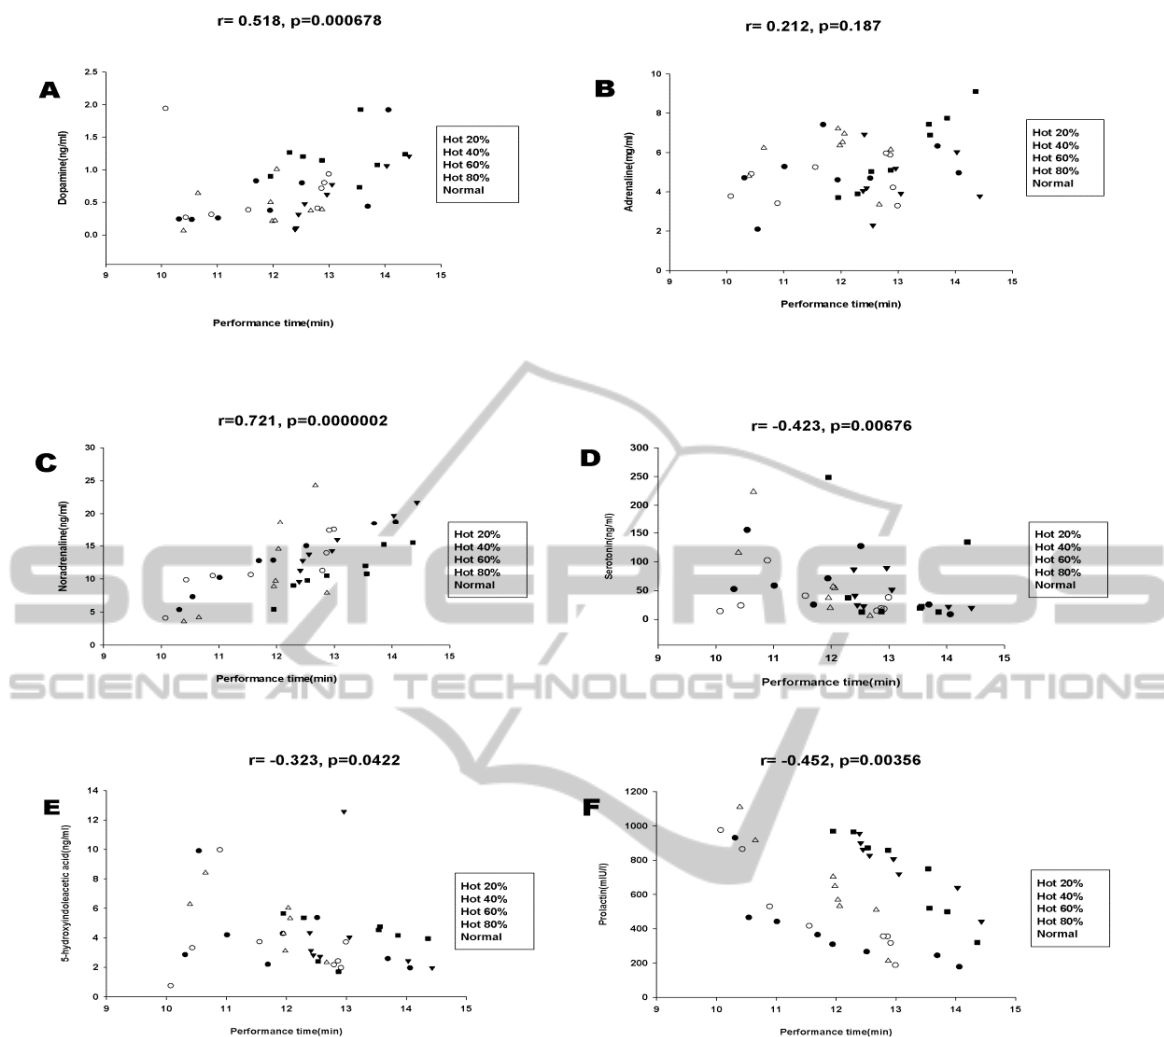 r= 0.518, p=0.000678
A
Dopamine(ng/ml)
2.5
2.0
1.5
1.0
0.5
0.0
9 10 11 12 13 14 15
Performance time(min)
Hot 20%
Hot 40%
Hot 60%
Hot 80%
Normal
r= 0.212, p=0.187
B
Adrenaline(mg/ml)
10
8
6
4
2
0
9 10 11 12 13 14 15
Performance time(min)
Hot 20%
Hot 40%
Hot 60%
Hot 80%
Normal
r=0.721, p=0.0000002
C
Noradrenaline(ng/ml)
30
25
20
15
10
5
0
9 10 11 12 13 14 15
Performance time(min)
Hot 20%
Hot 40%
Hot 60%
Hot 80%
Normal
r= -0.423, p=0.00676
D
Serotonin(ng/ml)
300
250
200
150
100
50
0
9 10 11 12 13 14 15
Performance time(min)
Hot 20%
Hot 40%
Hot 60%
Hot 80%
Normal
SCITEPRESS
SCIENCE AND TECHNOLOGY PUBLICATIONS
r= -0.323, p=0.0422
E
5-hydroxyindoleacetic acid(ng/ml)
14
12
10
8
6
4
2
0
9 10 11 12 13 14 15
Performance time(min)
Hot 20%
Hot 40%
Hot 60%
Hot 80%
Normal
r= -0.452, p=0.00356
F
Prolactin(mIU/l)
1200
1000
800
600
400
200
0
9 10 11 12 13 14 15
Performance time(min)
Hot 20%
Hot 40%
Hot 60%
Hot 80%
Normal